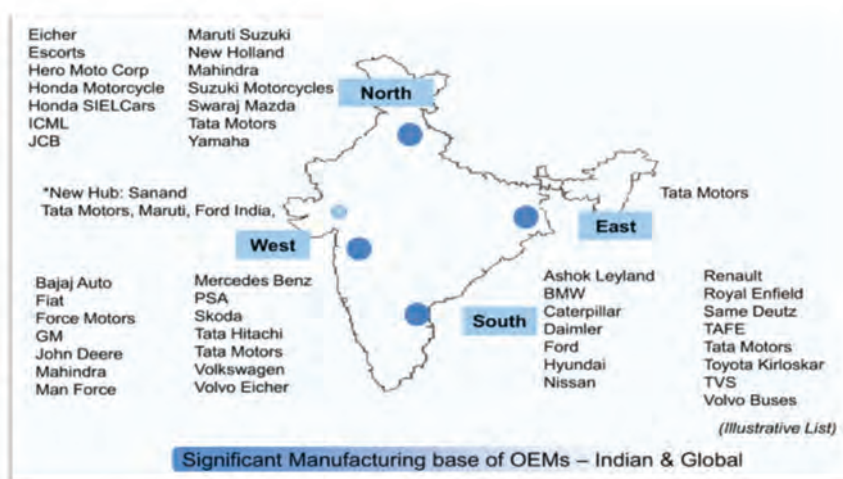 Eicher
Escorts
Hero Moto Corp
Honda Motorcycle
Honda SIELCars
ICML
JCB
Maruti Suzuki
New Holland
Mahindra
Suzuki Motorcycles
Swaraj Mazda
Tata Motors
Yamaha
North
*New Hub: Sanand
Tata Motors, Maruti, Ford India,
West
Tata Motors
East
Bajaj Auto
Fiat
Force Motors
GM
John Deere
Mahindra
Man Force
Mercedes Benz
PSA
Skoda
Tata Hitachi
Tata Motors
Volkswagen
Volvo Eicher
South
Ashok Leyland
BMW
Caterpillar
Daimler
Ford
Hyundai
Nissan
Renault
Royal Enfield
Same Deutz
TAFE
Tata Motors
Toyota Kirloskar
TVS
Volvo Buses
(Illustrative List)
Significant Manufacturing base of OEMs – Indian & Global